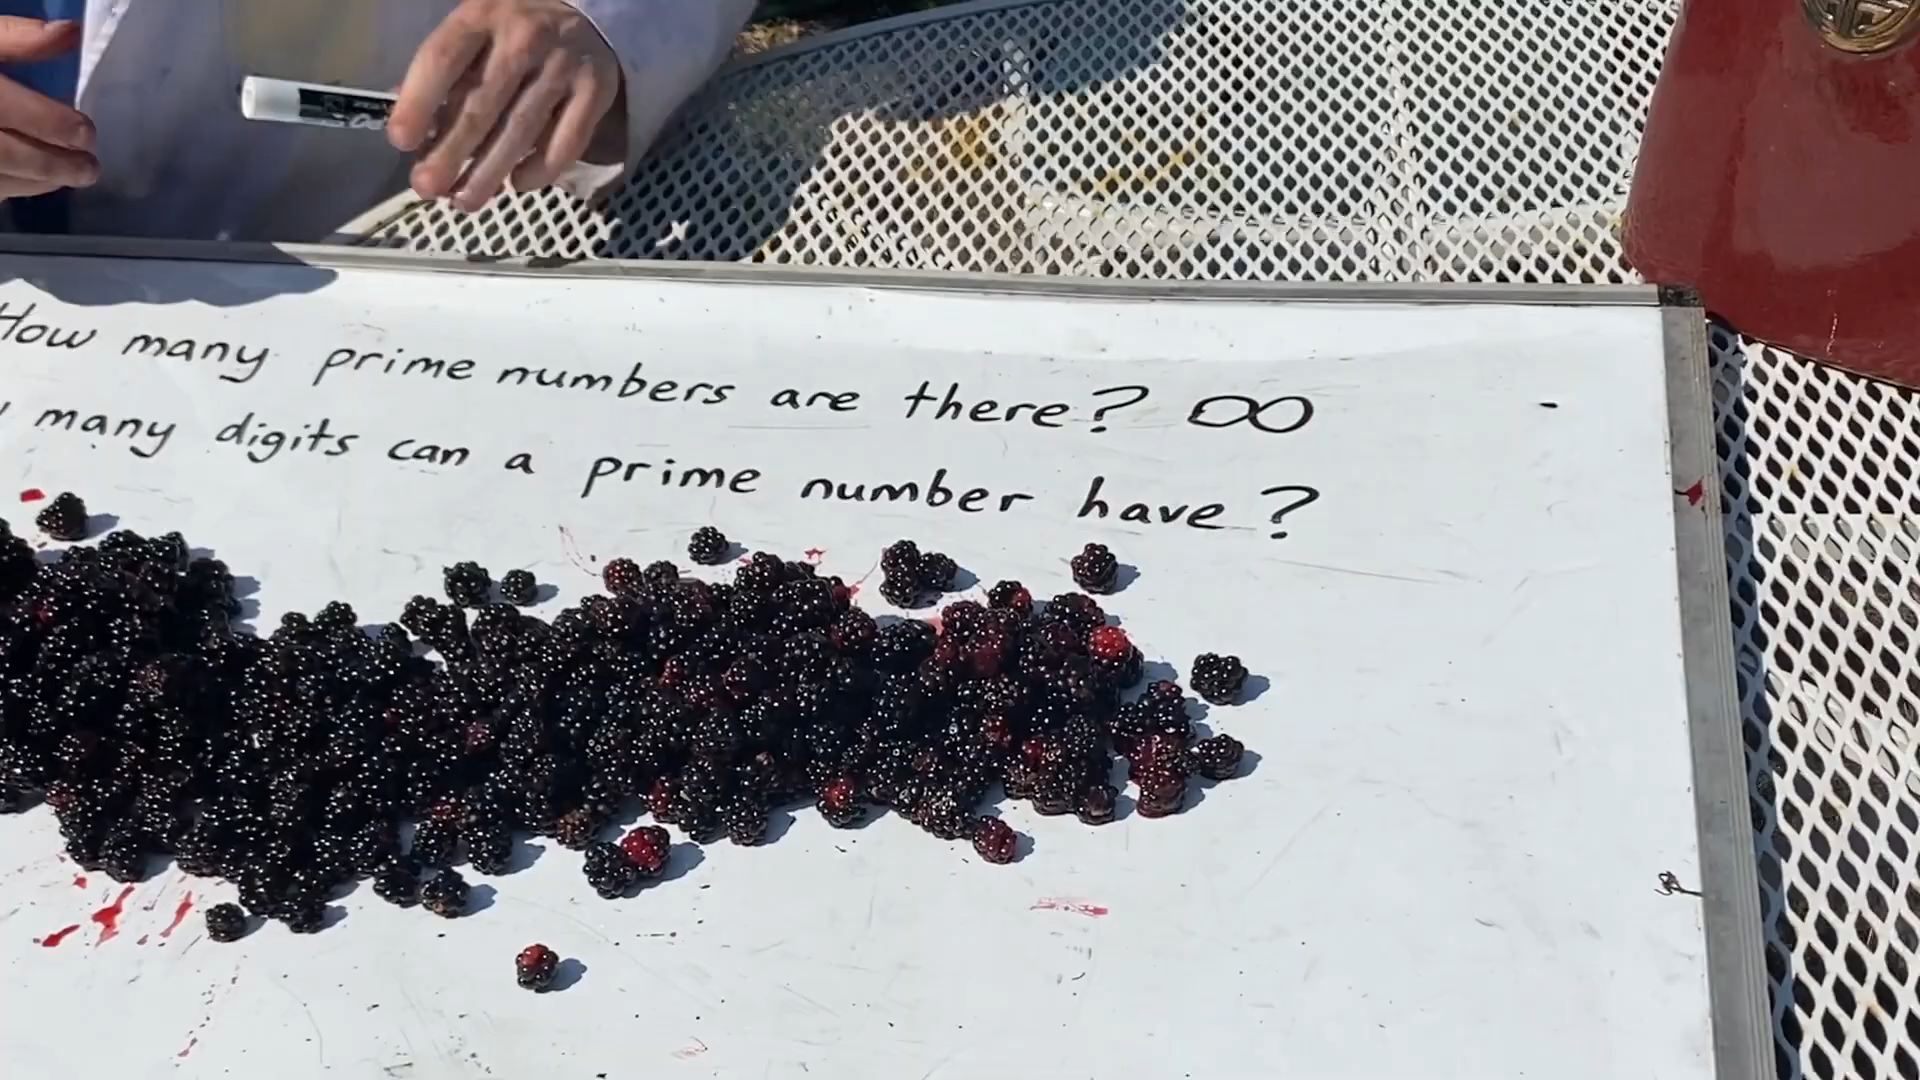 How many prime numbers are there? ∞
many digits can a prime number have?